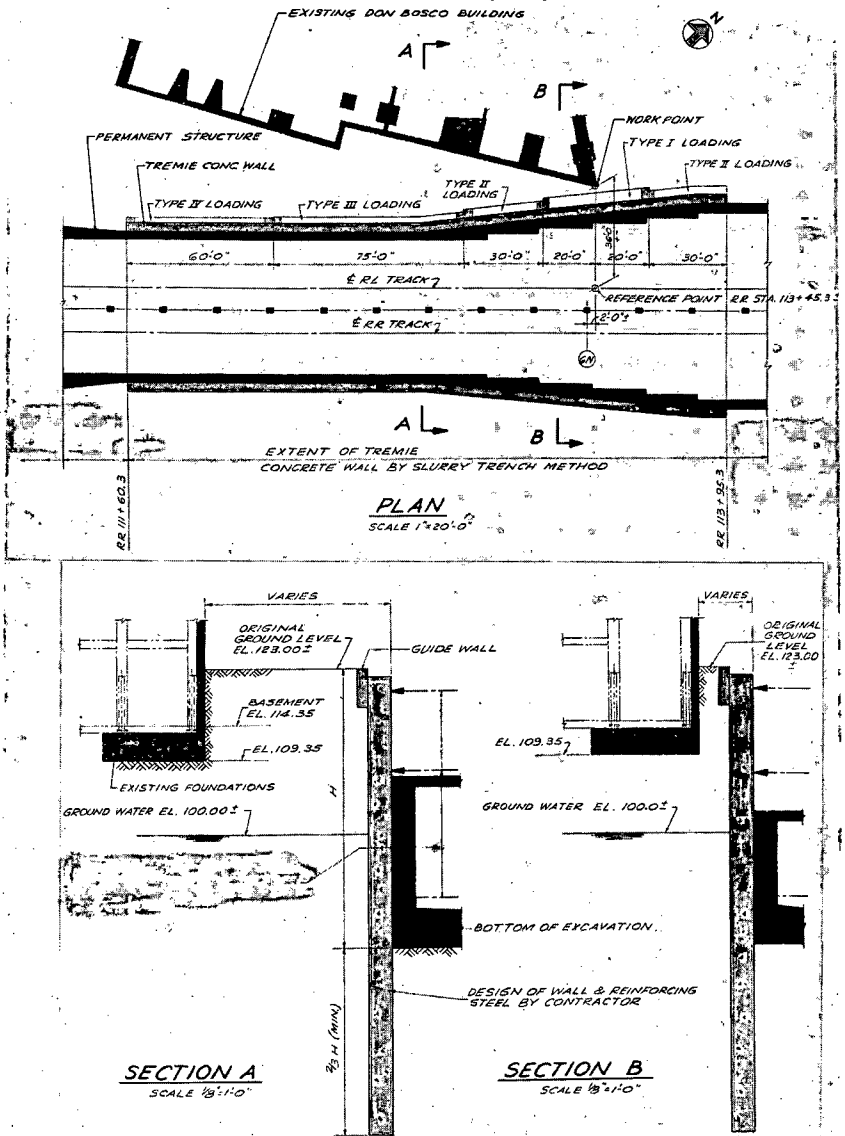 EXISTING DON BOSCO BUILDING
N
A
B
WORK POINT
TYPE I LOADING
TYPE II LOADING
PERMANENT STRUCTURE
TREMIE CONC. WALL
TYPE IV LOADING
TYPE III LOADING
TYPE II
LOADING
60'-0"
75'-0"
30'-0"
20'-0"
20'-0"
30'-0"
℄ RL TRACK
REFERENCE POINT RR STA. 113+45.3
℄ RR TRACK
2'-0"±
GN
A
B
EXTENT OF TREMIE
CONCRETE WALL BY SLURRY TRENCH METHOD
RR 111+60.3
RR 113+95.3
PLAN
SCALE 1"=20'-0"
VARIES
ORIGINAL
GROUND LEVEL
EL. 123.00±
GUIDE WALL
BASEMENT
EL. 114.35
EL. 109.35
EXISTING FOUNDATIONS
GROUND WATER EL. 100.00±
H
BOTTOM OF EXCAVATION
DESIGN OF WALL & REINFORCING
STEEL BY CONTRACTOR
2/3 H (MIN)
SECTION A
SCALE 1/8"=1'-0"
VARIES
ORIGINAL
GROUND
LEVEL
EL. 123.00
±
EL. 109.35
GROUND WATER EL. 100.0±
SECTION B
SCALE 1/8"=1'-0"